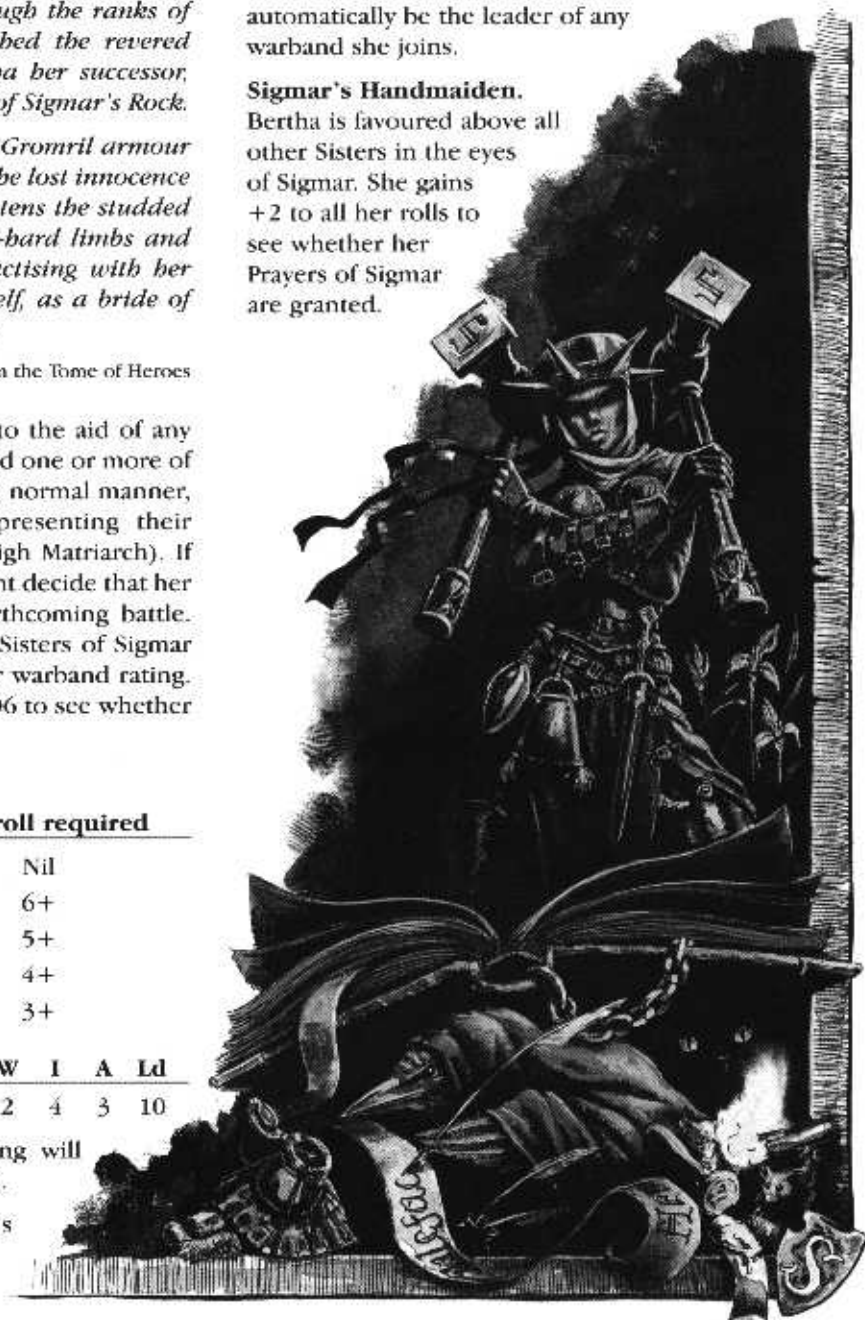 ugh the ranks of
bed the revered
pa her successor,
of Sigmar's Rock.
Gromril armour
he lost innocence
tens the studded
-hard limbs and
actising with her
elf, as a bride of
m the Tome of Heroes
to the aid of any
d one or more of
normal manner,
presenting their
igh Matriarch). If
nt decide that her
rthcoming battle.
Sisters of Sigmar
r warband rating.
D6 to see whether
roll required
Nil
6+
5+
4+
3+
W I A Ld
2 4 3 10
ng will
s
automatically be the leader of any
warband she joins.
Sigmar's Handmaiden.
Bertha is favoured above all
other Sisters in the eyes
of Sigmar. She gains
+2 to all her rolls to
see whether her
Prayers of Sigmar
are granted.
S